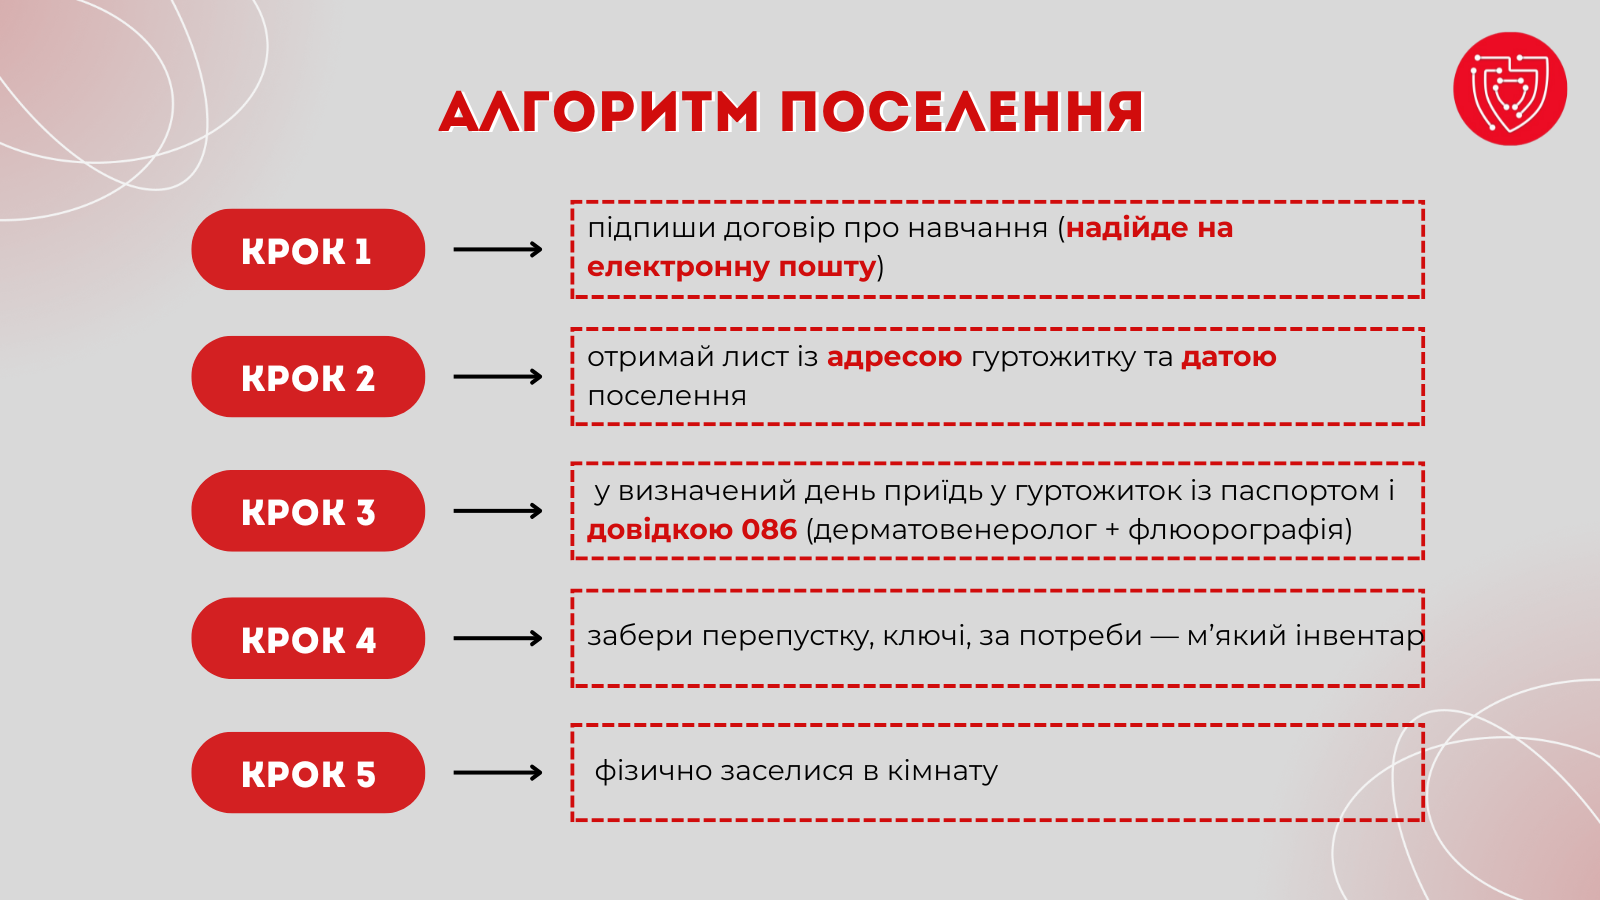 АЛГОРИТМ ПОСЕЛЕННЯ
КРОК 1
підпиши договір про навчання (надійде на
електронну пошту)
КРОК 2
отримай лист із адресою гуртожитку та датою
поселення
КРОК 3
у визначений день приїдь у гуртожиток із паспортом і
довідкою 086 (дерматовенеролог + флюорографія)
КРОК 4
забери перепустку, ключі, за потреби — м’який інвентар
КРОК 5
фізично заселися в кімнату